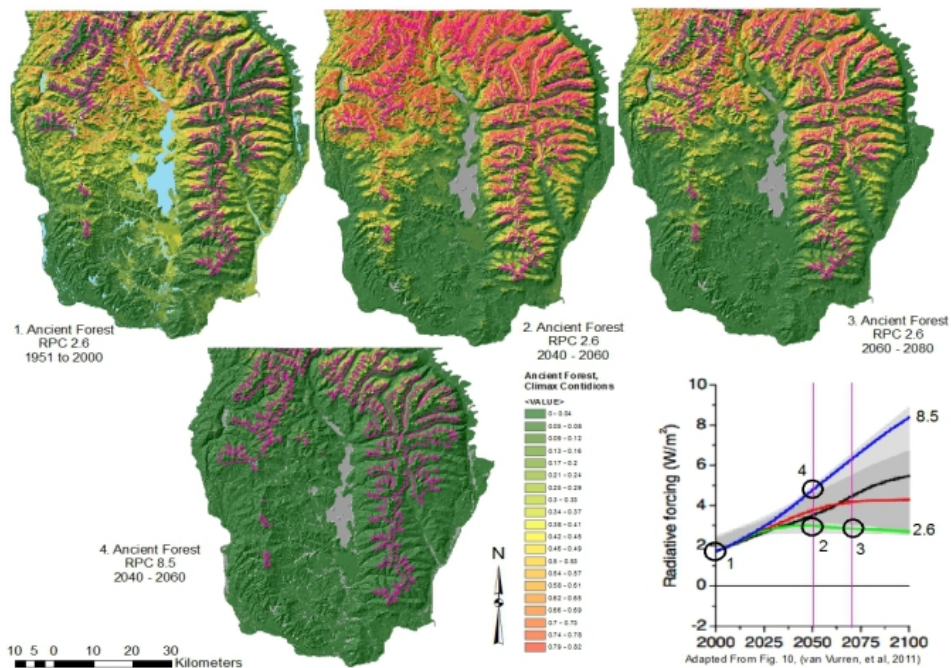 1. Ancient Forest
RPC 2.6
1951 to 2000
2. Ancient Forest
RPC 2.6
2040 - 2060
3. Ancient Forest
RPC 2.6
2060 - 2080
4. Ancient Forest
RPC 8.5
2040 - 2060
Ancient Forest,
Climax Contidions
<VALUE>
0 - 0.04
0.05 - 0.08
0.09 - 0.12
0.13 - 0.16
0.17 - 0.2
0.21 - 0.24
0.25 - 0.29
0.3 - 0.33
0.34 - 0.37
0.38 - 0.41
0.42 - 0.45
0.46 - 0.49
0.5 - 0.53
0.54 - 0.57
0.58 - 0.61
0.62 - 0.65
0.66 - 0.69
0.7 - 0.73
0.74 - 0.78
0.79 - 0.82
N
10 5 0 10 20 30
Kilometers
Radiative forcing (W/m²)
10
8
6
4
2
0
-2
2000 2025 2050 2075 2100
8.5
2.6
4
1
2
3
Adapted From Fig. 10, (van Vurren, et al, 2011)